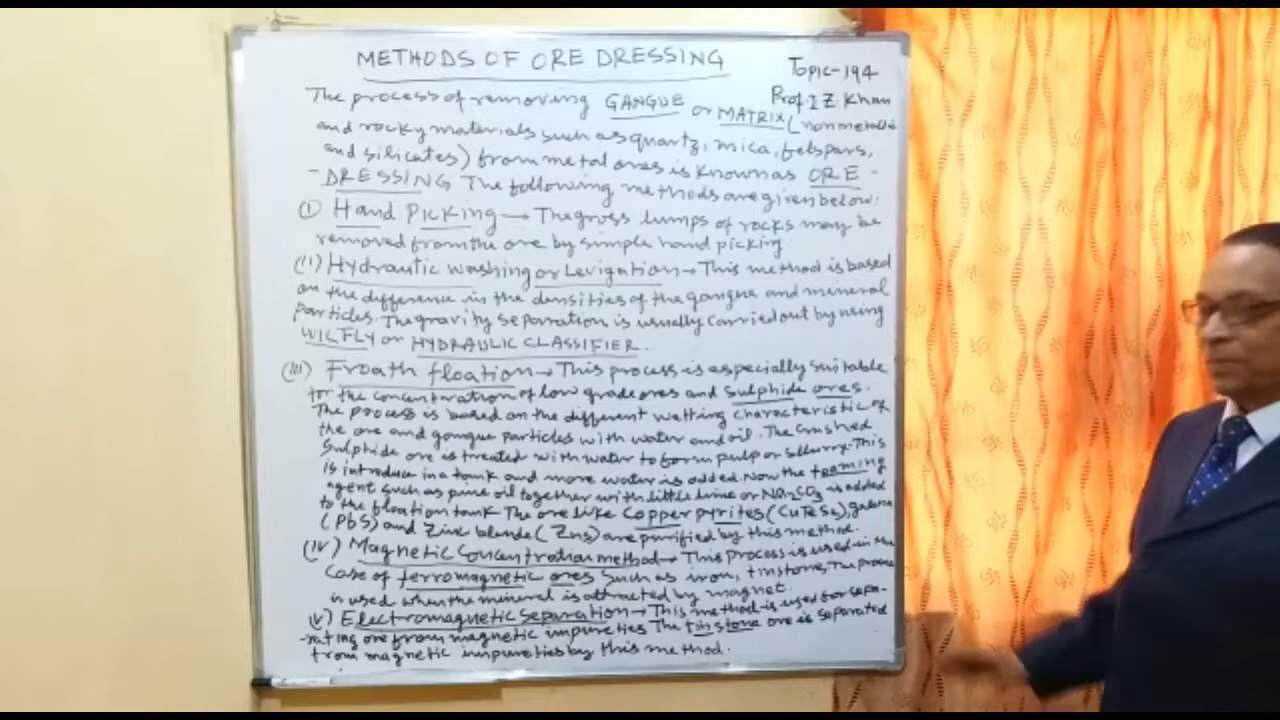 METHODS OF ORE DRESSING
Topic-194
Prof I Z Khan
The process of removing GANGUE or MATRIX (nonmetallic
and rocky materials such as quartz, mica, felspars,
and silicates) from metal ores is known as ORE -
-DRESSING The following methods are given below:
(I) Hand Picking → The gross lumps of rocks may be
removed from the ore by simple hand picking
(II) Hydraulic washing or Levigation → This method is based
on the difference in the densities of the gangue and mineral
particles. The gravity separation is usually carried out by using
WILFLY or HYDRAULIC CLASSIFIER.
(III) Froath floation → This process is especially suitable
for the concentration of low grade ores and sulphide ores.
The process is based on the different wetting characteristic of
the ore and gangue particles with water and oil. The crushed
sulphide ore is treated with water to form pulp or sllurry. This
is introduce in a tank and more water is added. Now the foaming
agent such as pine oil together with little lime or Na2CO3 is added
to the floation tank The ore like Copper pyrites (CuFeS2), galena
(PbS) and Zinc blende (ZnS) are purified by this method.
(IV) Magnetic Concentration method → This process is used in the
case of ferromagnetic ores such as iron, tinstone, The process
is used when the mineral is attracted by magnet.
(V) Electromagnetic Separation → This method is used for sepa-
-rating ore from magnetic impureties The tinstone ore is separated
from magnetic impureties by this method.